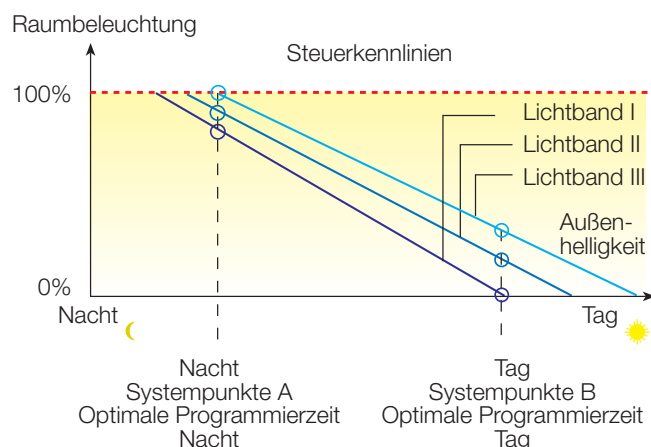 Raumbeleuchtung
Steuerkennlinien
100%
Lichtband I
Lichtband II
Lichtband III
Außen-
helligkeit
0%
Nacht
Tag
Nacht
Systempunkte A
Optimale Programmierzeit
Nacht
Tag
Systempunkte B
Optimale Programmierzeit
Tag